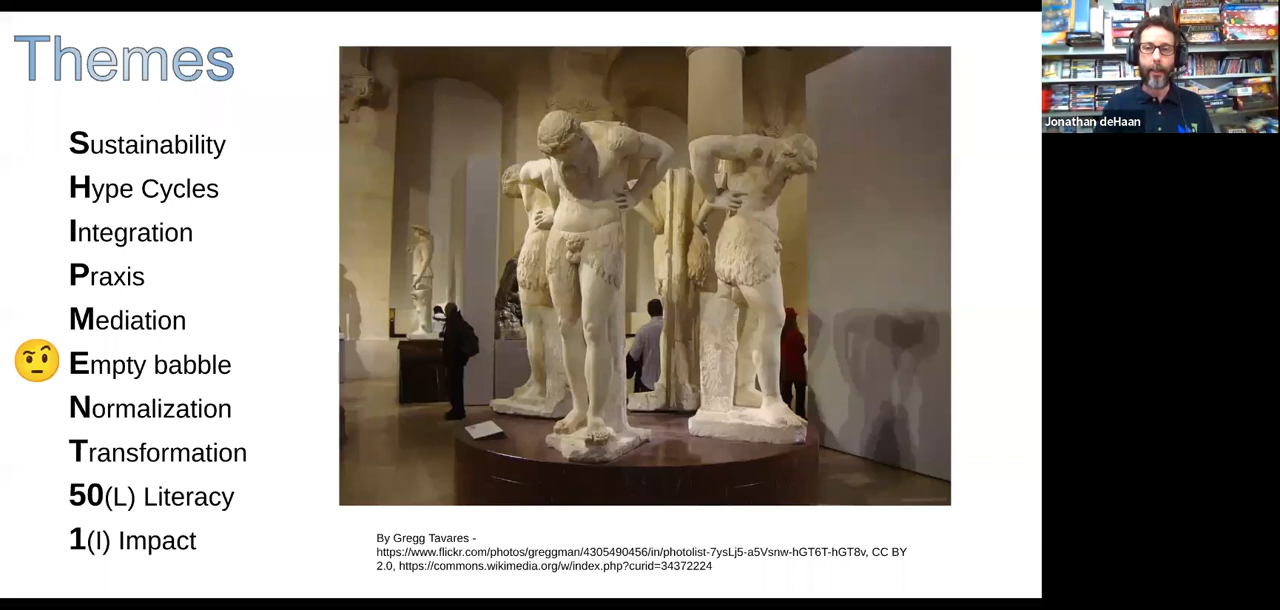 Themes
Sustainability
Hype Cycles
Integration
Praxis
Mediation
Empty babble
Normalization
Transformation
50(L) Literacy
1(I) Impact
By Gregg Tavares -
https://www.flickr.com/photos/greggman/4305490456/in/photolist-7ysLj5-a5Vsnw-hGT6T-hGT8v, CC BY
2.0, https://commons.wikimedia.org/w/index.php?curid=34372224
Jonathan deHaan